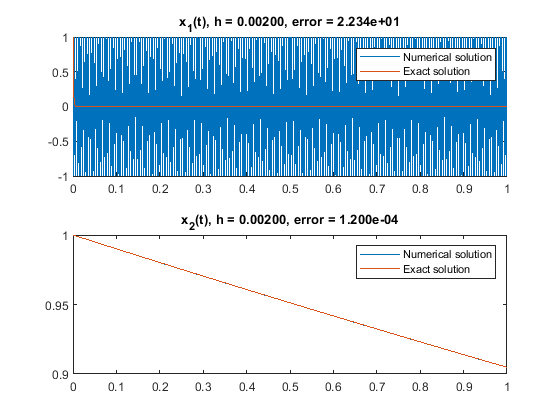 x1(t), h = 0.00200, error = 2.234e+01
1
0.5
0
-0.5
-1
Numerical solution
Exact solution
0 0.1 0.2 0.3 0.4 0.5 0.6 0.7 0.8 0.9 1
x2(t), h = 0.00200, error = 1.200e-04
1
0.95
0.9
Numerical solution
Exact solution
0 0.1 0.2 0.3 0.4 0.5 0.6 0.7 0.8 0.9 1